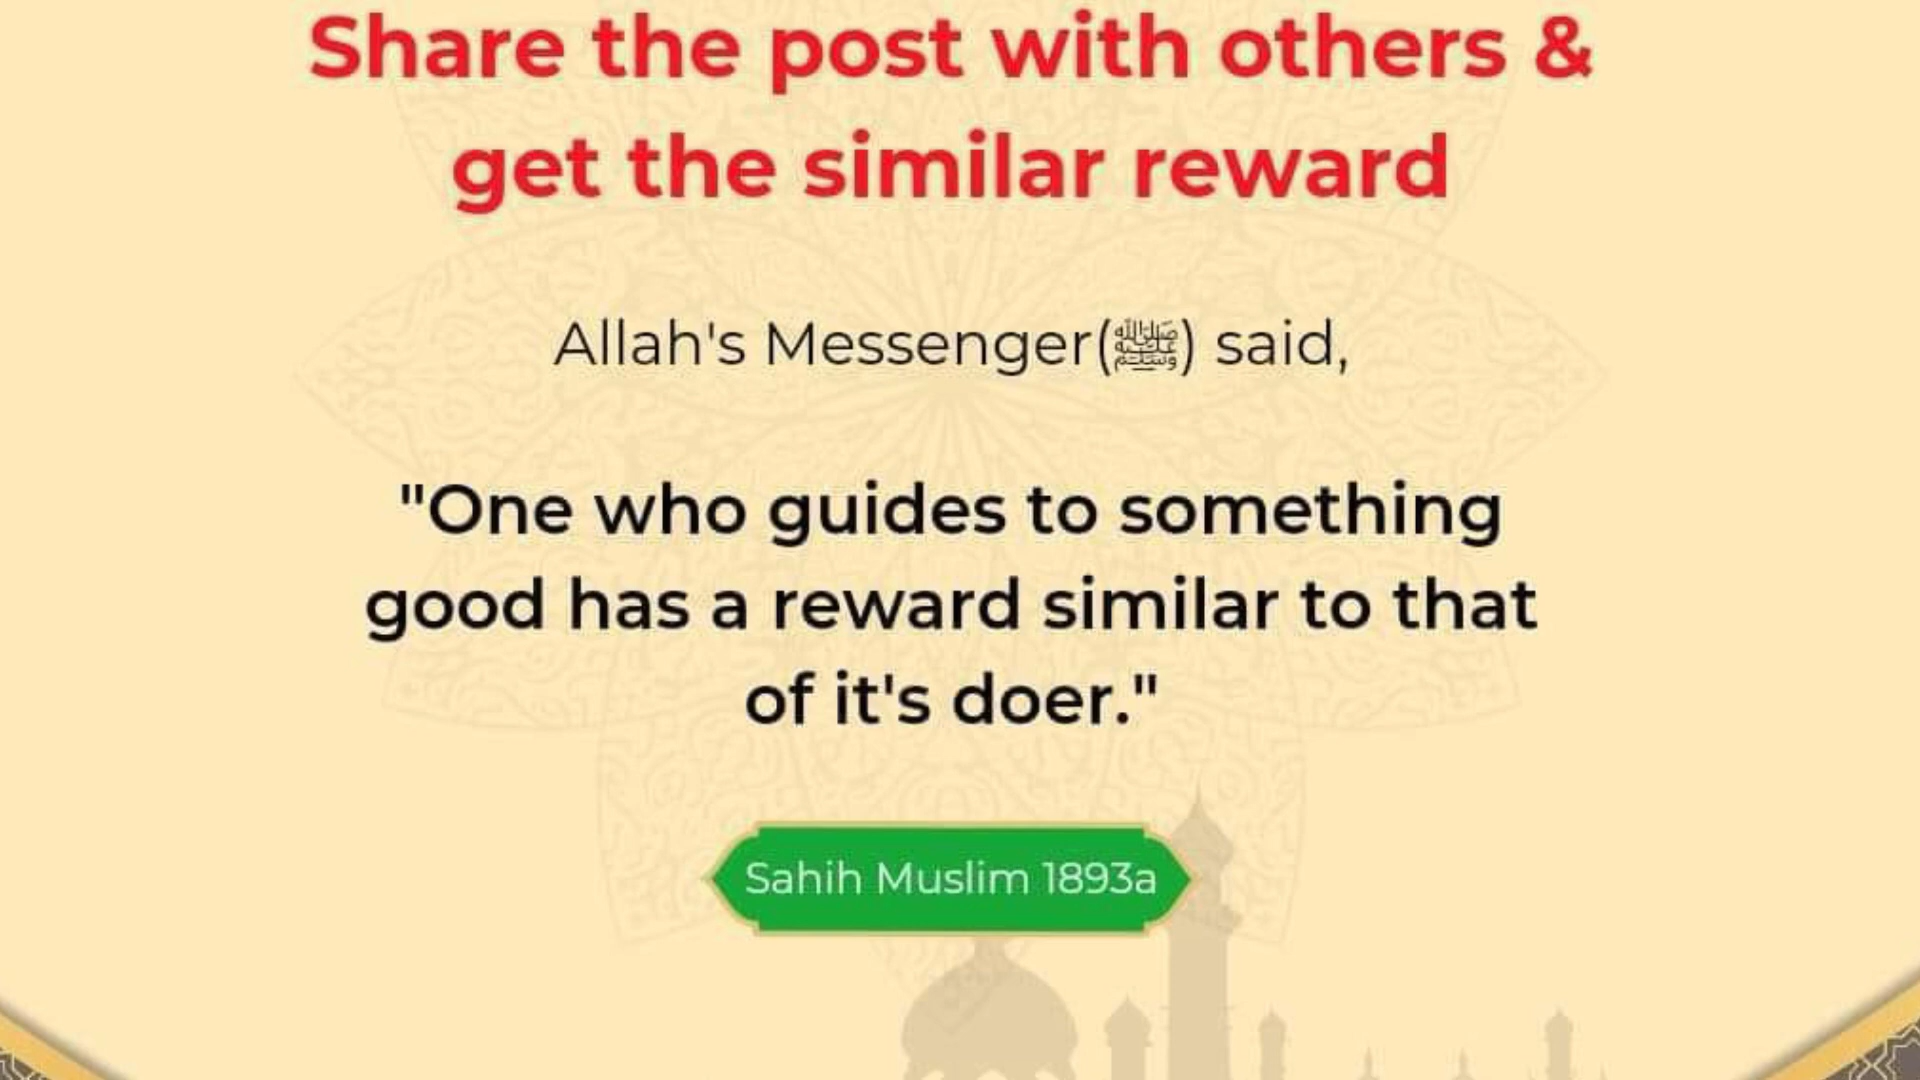 Share the post with others &
get the similar reward
Allah's Messenger(ﷺ) said,
"One who guides to something
good has a reward similar to that
of it's doer."
Sahih Muslim 1893a